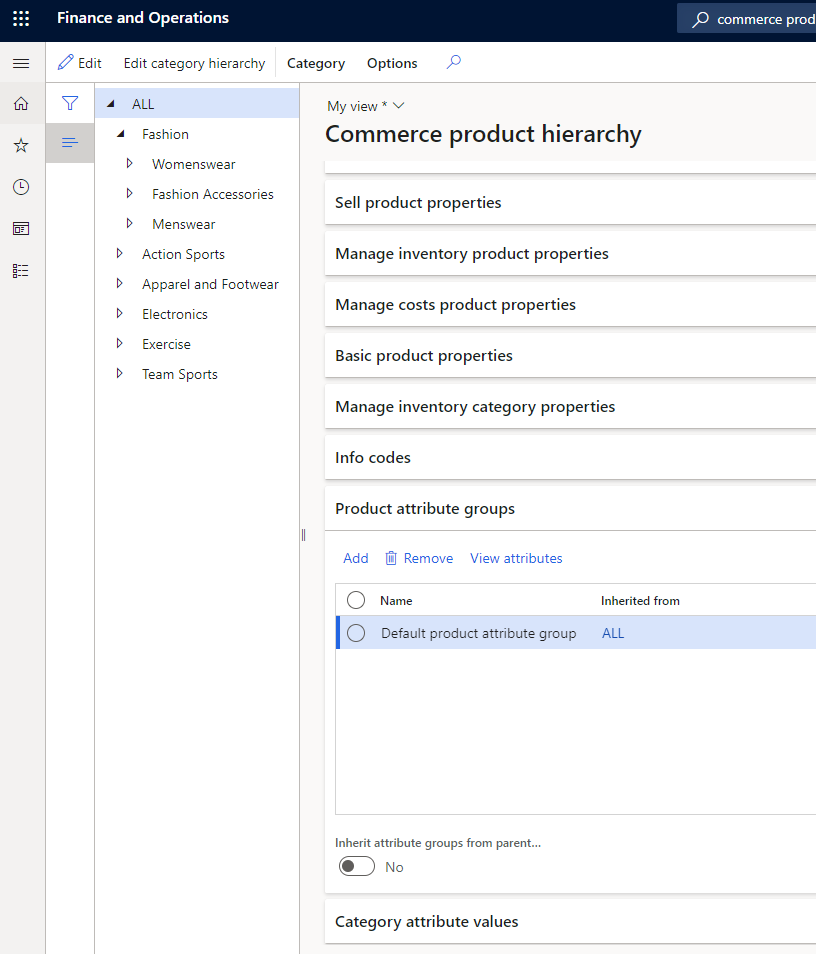 Finance and Operations
commerce prod
Edit
Edit category hierarchy
Category
Options
ALL
Fashion
Womenswear
Fashion Accessories
Menswear
Action Sports
Apparel and Footwear
Electronics
Exercise
Team Sports
My view *
Commerce product hierarchy
Sell product properties
Manage inventory product properties
Manage costs product properties
Basic product properties
Manage inventory category properties
Info codes
Product attribute groups
Add Remove View attributes
Name Inherited from
Default product attribute group ALL
Inherit attribute groups from parent...
No
Category attribute values